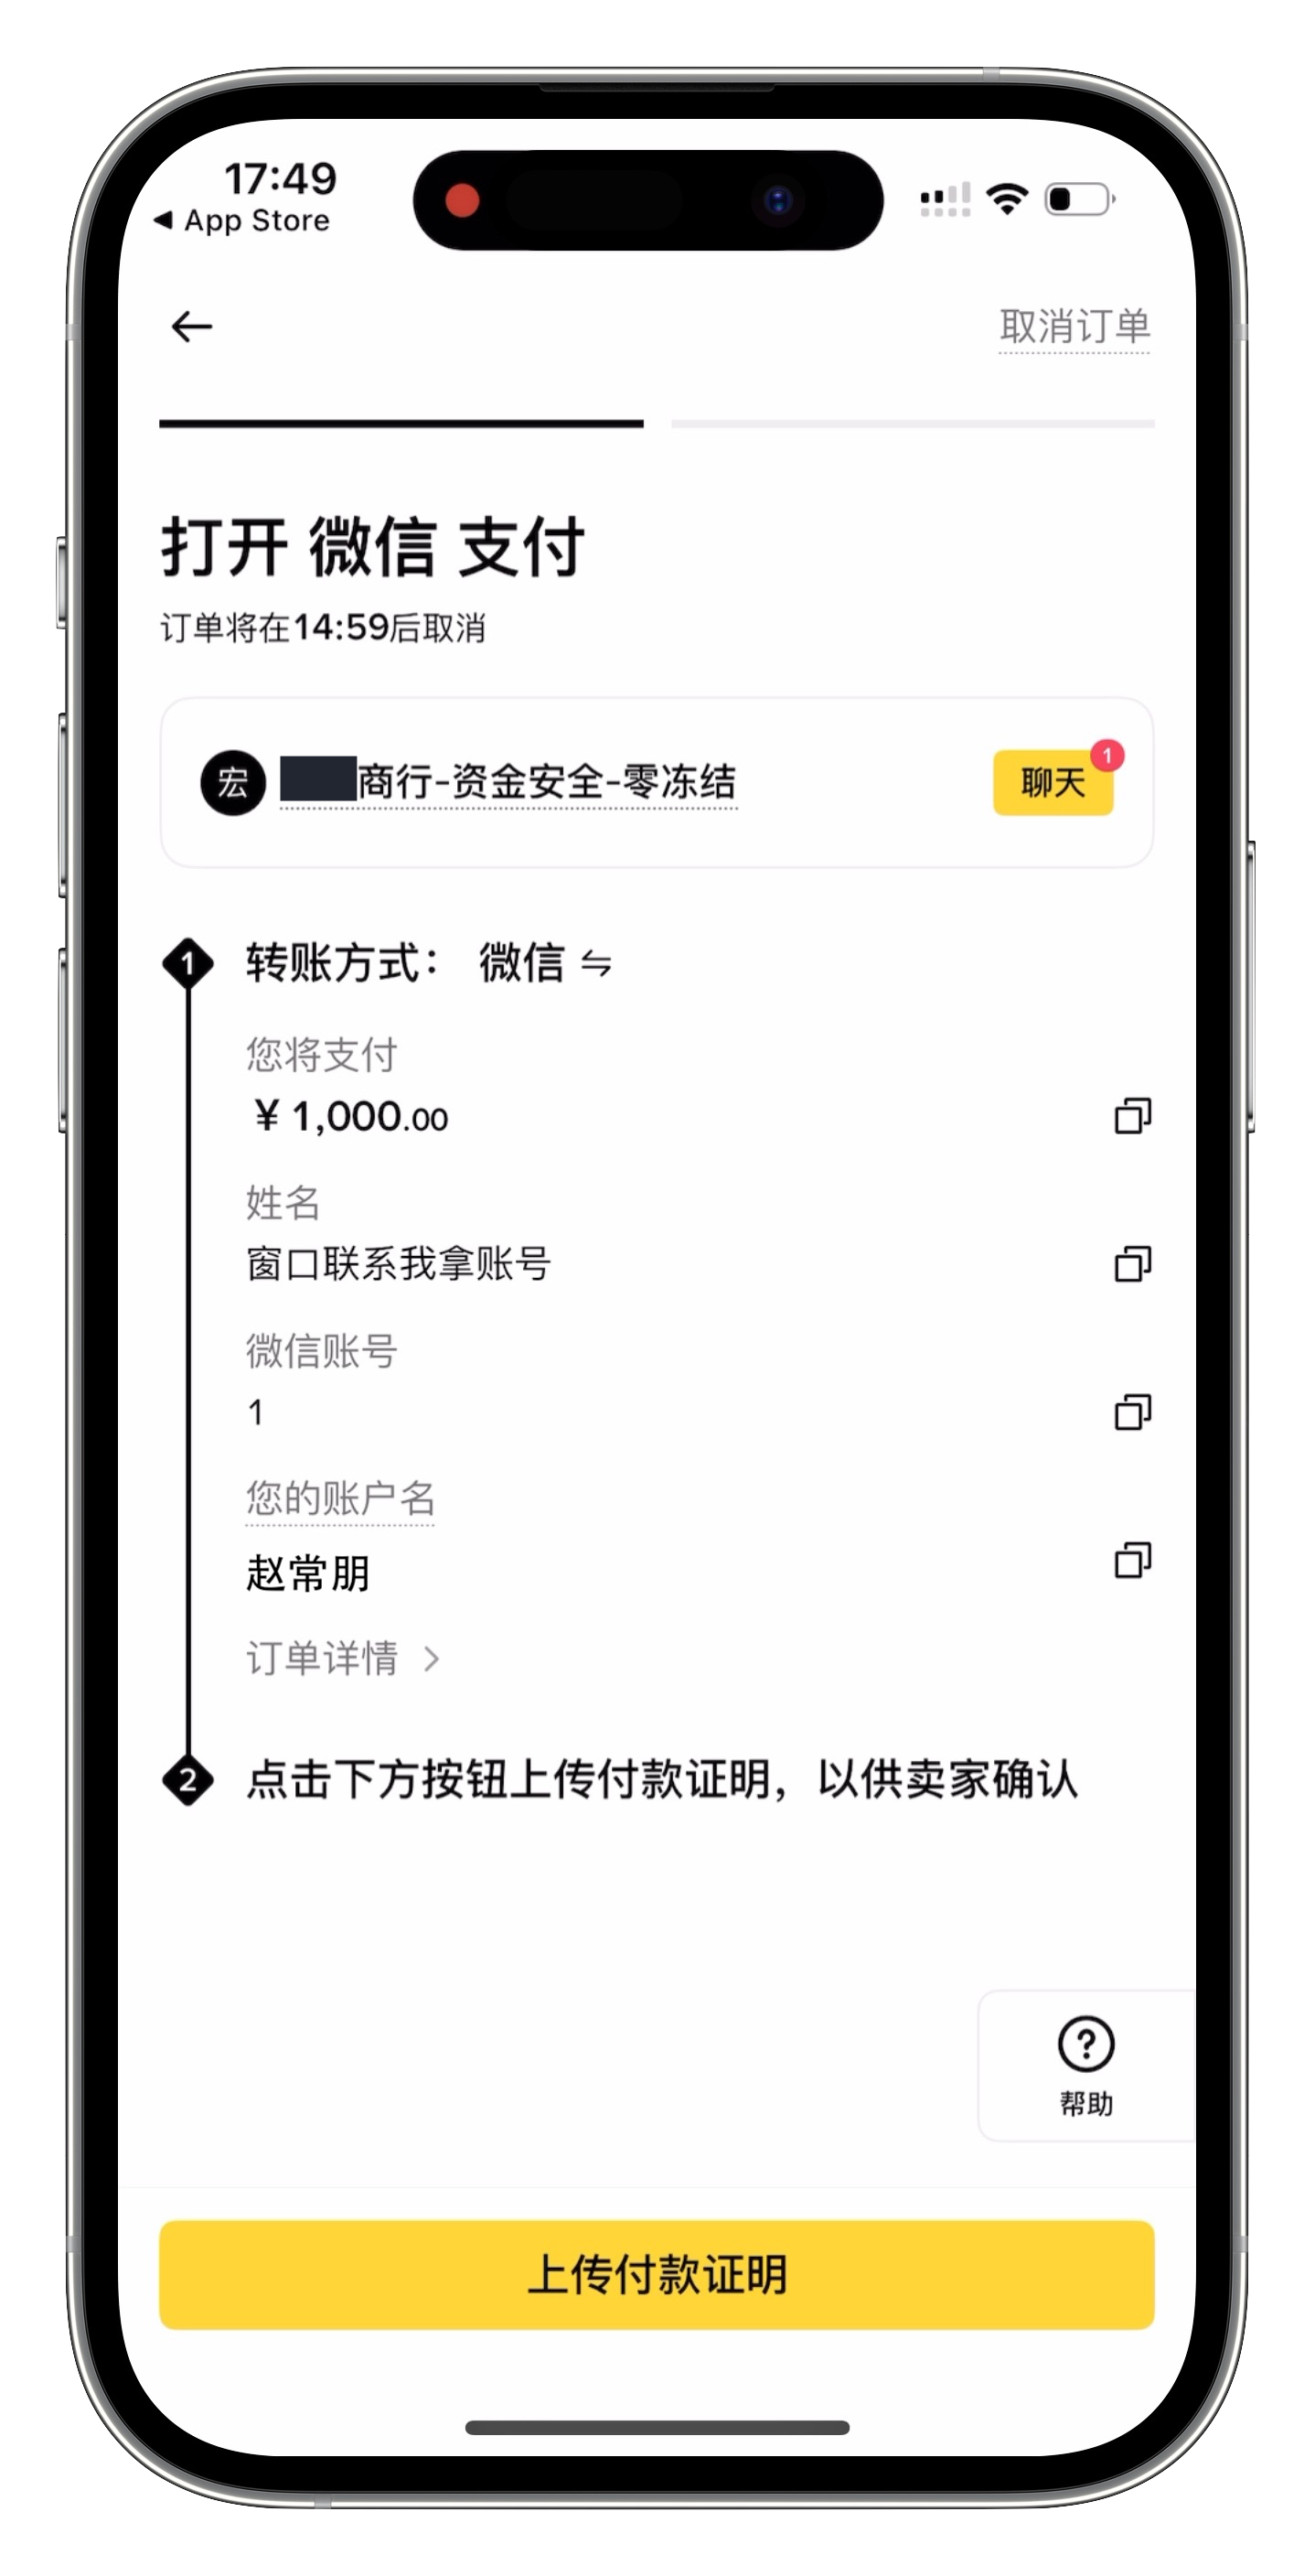 17:49
◀ App Store
取消订单
打开 微信 支付
订单将在14:59后取消
宏
商行-资金安全-零冻结
聊天
1
1
转账方式： 微信 ⇋
您将支付
¥ 1,000.00
姓名
窗口联系我拿账号
微信账号
1
您的账户名
赵常朋
订单详情 >
2
点击下方按钮上传付款证明，以供卖家确认
?
帮助
上传付款证明